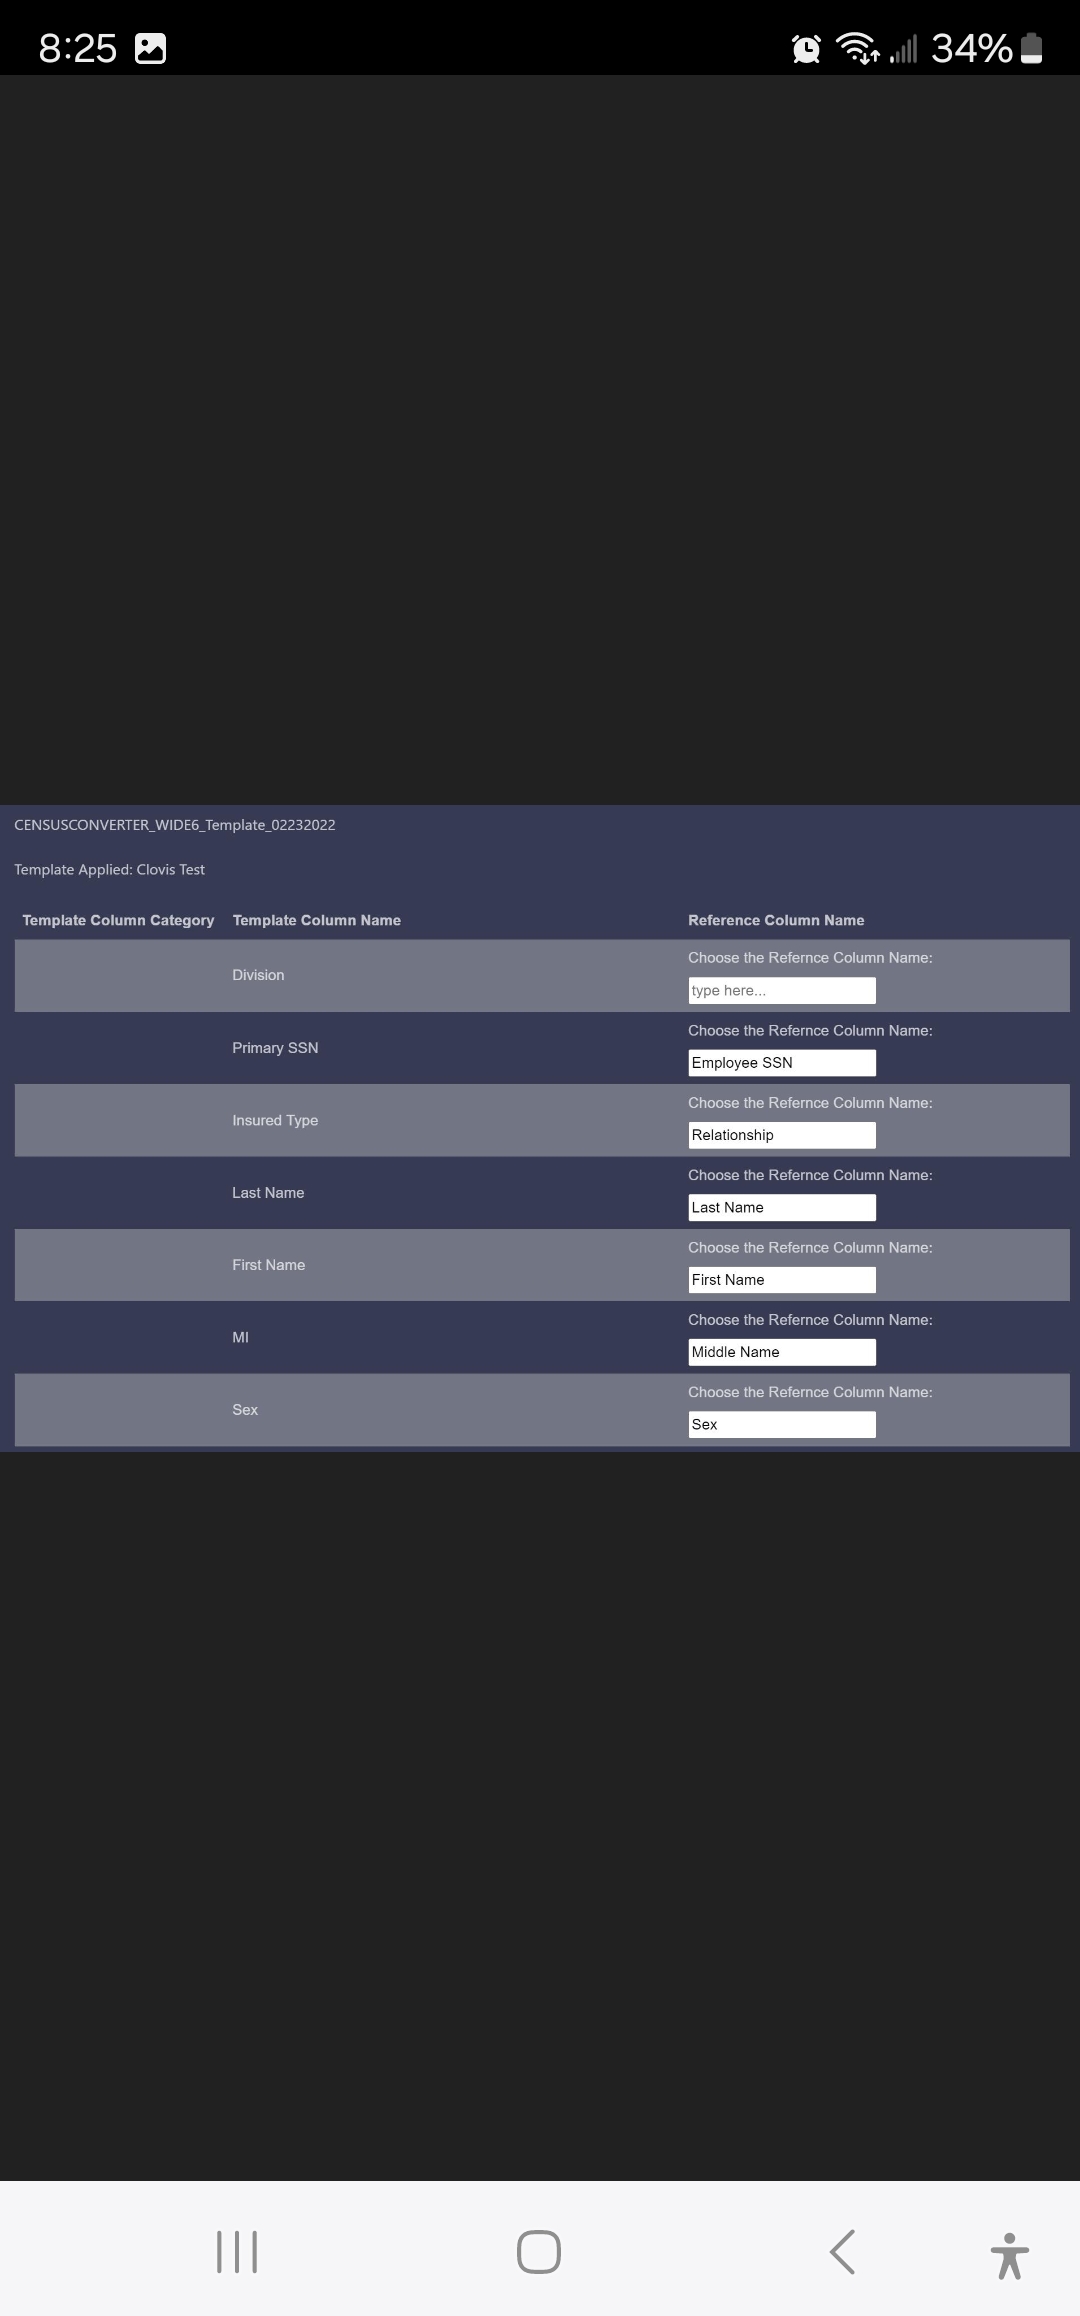 8:25
34%
CENSUSCONVERTER_WIDE6_Template_02232022
Template Applied: Clovis Test
Template Column Category Template Column Name Reference Column Name
Choose the Refernce Column Name:
Division
type here...
Choose the Refernce Column Name:
Primary SSN
Employee SSN
Choose the Refernce Column Name:
Insured Type
Relationship
Choose the Refernce Column Name:
Last Name
Last Name
Choose the Refernce Column Name:
First Name
First Name
Choose the Refernce Column Name:
MI
Middle Name
Choose the Refernce Column Name:
Sex
Sex